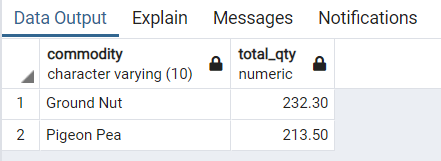 Data Output Explain Messages Notifications
commodity total_qty
character varying (10) numeric
1 Ground Nut 232.30
2 Pigeon Pea 213.50